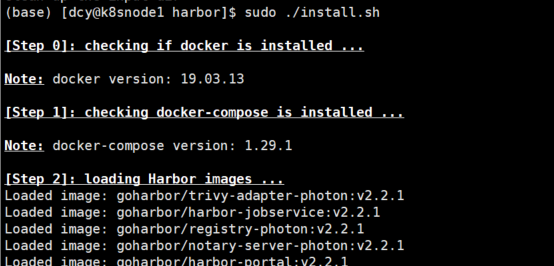 (base) [dcy@k8snode1 harbor]$ sudo ./install.sh
[Step 0]: checking if docker is installed ...
Note: docker version: 19.03.13
[Step 1]: checking docker-compose is installed ...
Note: docker-compose version: 1.29.1
[Step 2]: loading Harbor images ...
Loaded image: goharbor/trivy-adapter-photon:v2.2.1
Loaded image: goharbor/harbor-jobservice:v2.2.1
Loaded image: goharbor/registry-photon:v2.2.1
Loaded image: goharbor/notary-server-photon:v2.2.1
Loaded image: goharbor/harbor-portal:v2.2.1